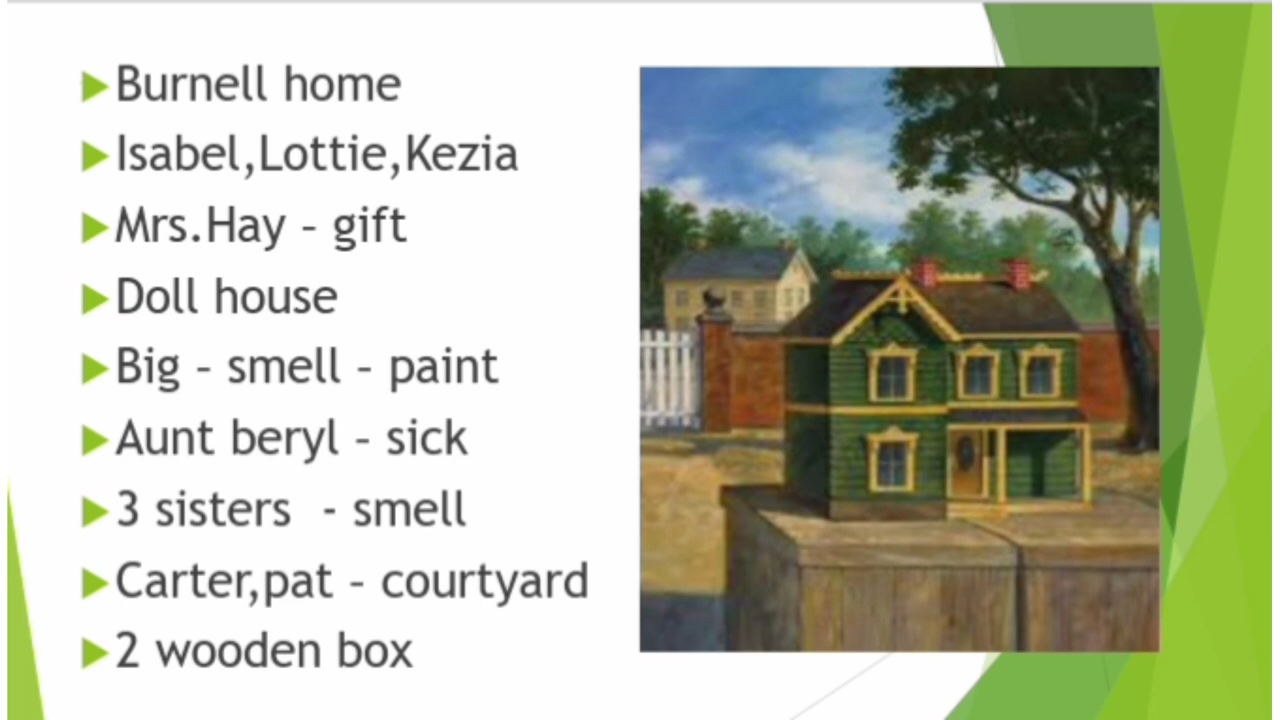 Burnell home
Isabel,Lottie,Kezia
Mrs.Hay – gift
Doll house
Big – smell – paint
Aunt beryl – sick
3 sisters  - smell
Carter,pat – courtyard
2 wooden box